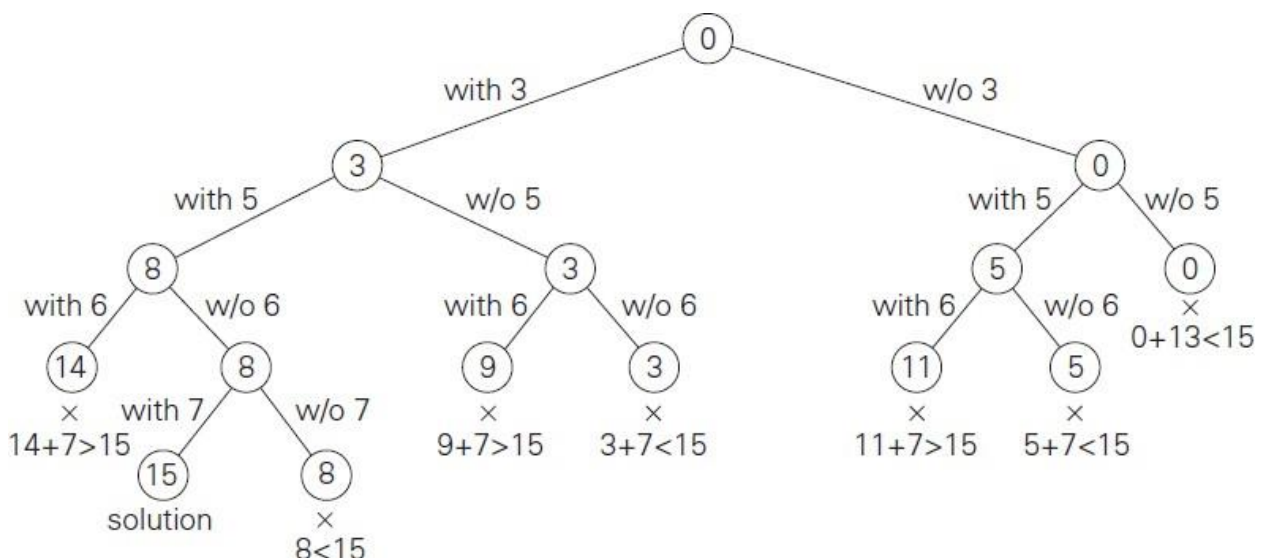 0
with 3
w/o 3
3
0
with 5
w/o 5
with 5
w/o 5
8
3
5
0
with 6
w/o 6
with 6
w/o 6
with 6
w/o 6
×
0+13<15
14
8
9
3
11
5
×
with 7
w/o 7
×
×
×
×
14+7>15
9+7>15
3+7<15
11+7>15
5+7<15
15
8
solution
×
8<15